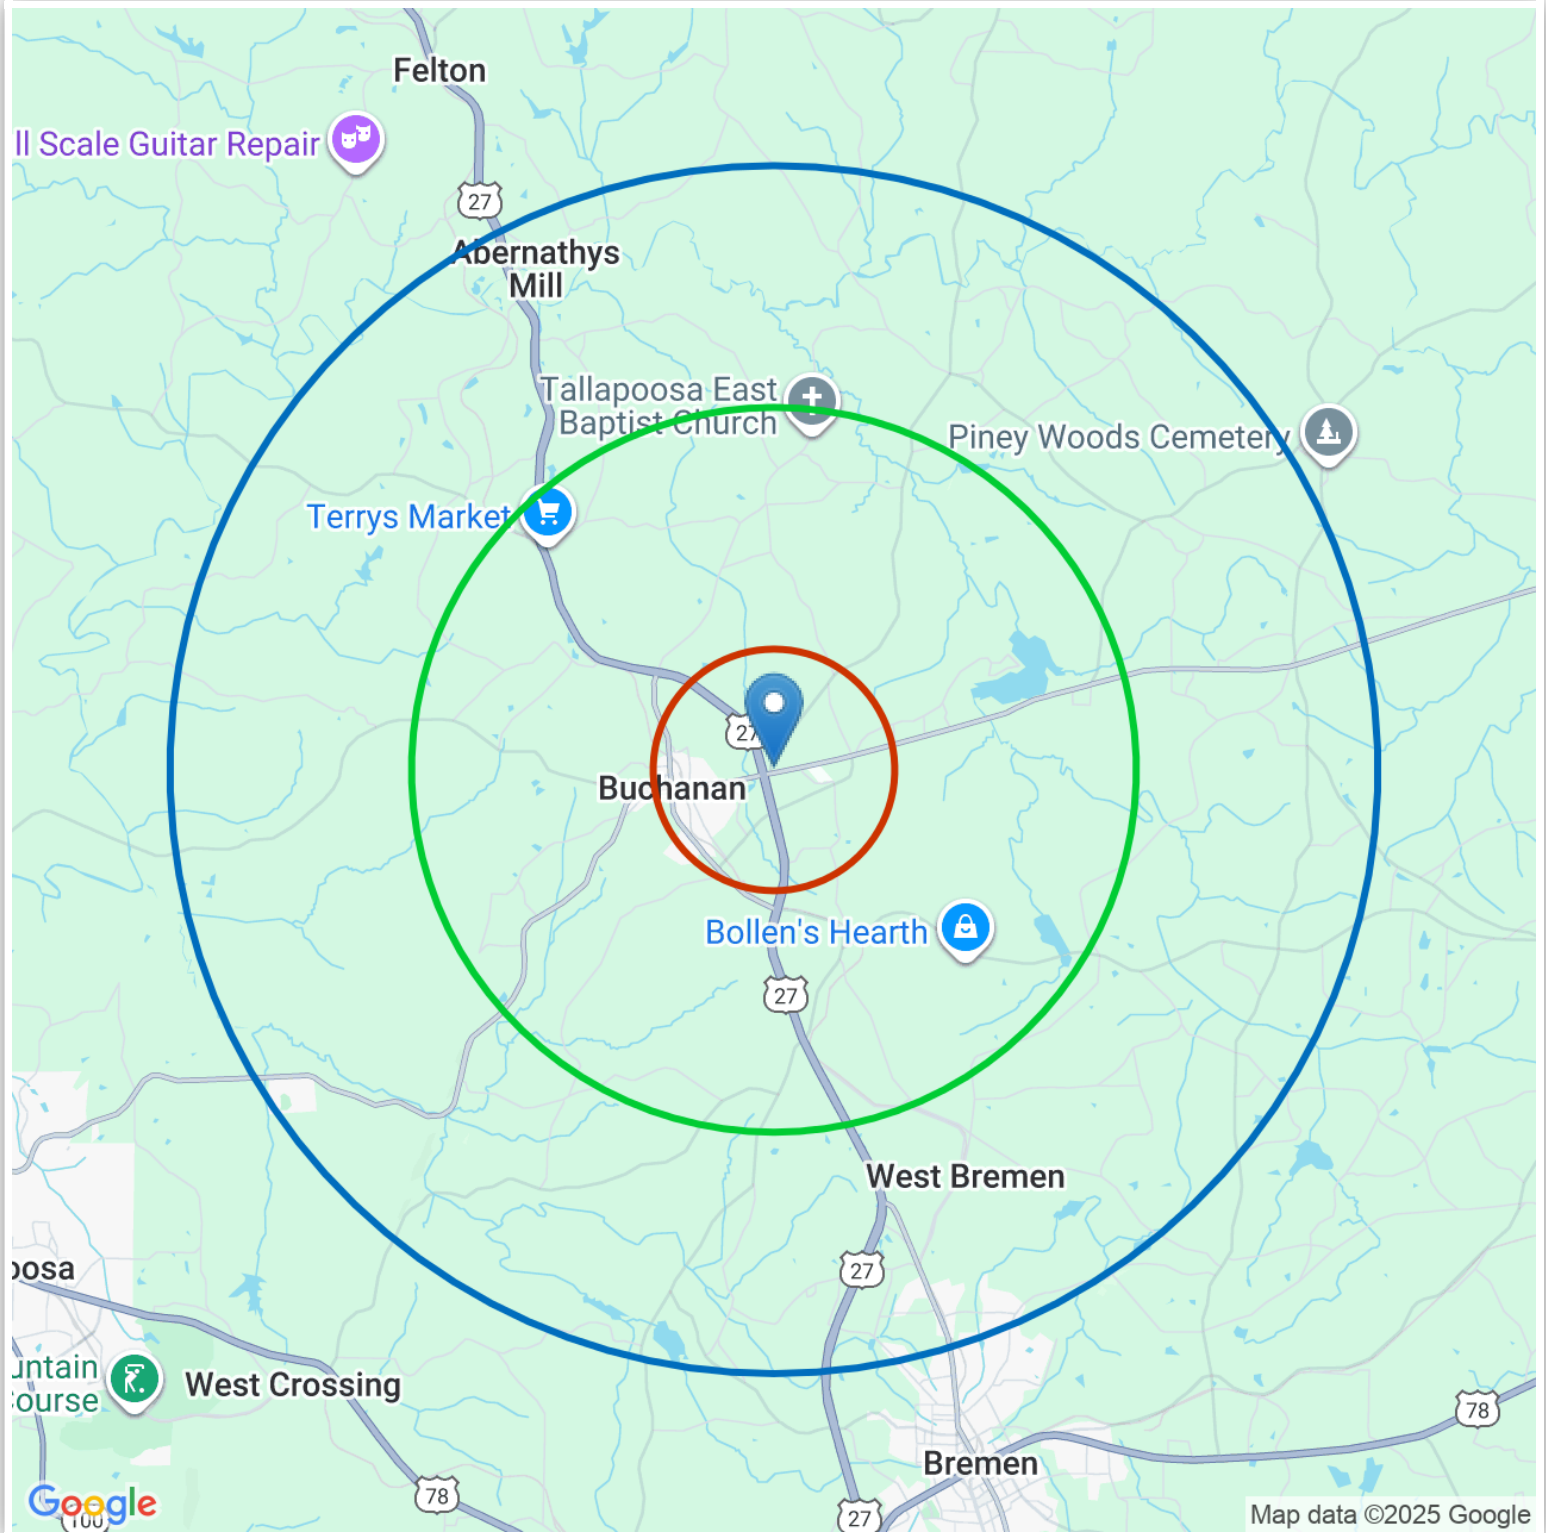 Felton
ll Scale Guitar Repair
27
Abernathys
Mill
Tallapoosa East
Baptist Church
Piney Woods Cemetery
Terrys Market
27
Buchanan
Bollen's Hearth
27
West Bremen
27
oosa
untain
ourse
West Crossing
78
Bremen
78
27
100
Google
Map data ©2025 Google